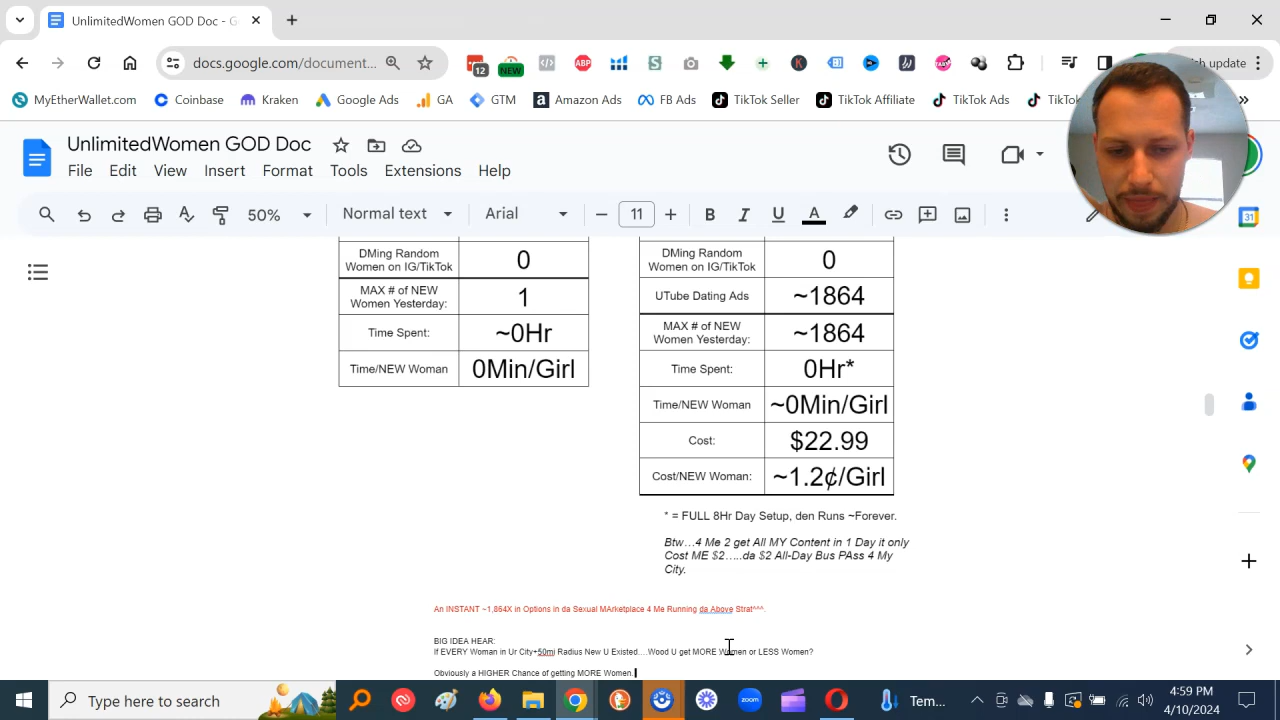 UnlimitedWomen GOD Doc - G
docs.google.com/document...
12
NEW
ABP
ch update
MyEtherWallet.com
Coinbase
Kraken
Google Ads
GA
GTM
Amazon Ads
FB Ads
TikTok Seller
TikTok Affiliate
TikTok Ads
Tik
UnlimitedWomen GOD Doc
File Edit View Insert Format Tools Extensions Help
50% Normal text Arial 11 B I U A
31
DMing Random
Women on IG/TikTok
0
MAX # of NEW
Women Yesterday:
1
Time Spent:
~0Hr
Time/NEW Woman
0Min/Girl
DMing Random
Women on IG/TikTok
0
UTube Dating Ads
~1864
MAX # of NEW
Women Yesterday:
~1864
Time Spent:
0Hr*
Time/NEW Woman
~0Min/Girl
Cost:
$22.99
Cost/NEW Woman:
~1.2¢/Girl
* = FULL 8Hr Day Setup, den Runs ~Forever.
Btw…4 Me 2 get All MY Content in 1 Day it only
Cost ME $2…..da $2 All-Day Bus PAss 4 My
City.
An INSTANT ~1,864X in Options in da Sexual MArketplace 4 Me Running da Above Strat^^^.
BIG IDEA HEAR:
If EVERY Woman in Ur City+50mi Radius New U Existed….Wood U get MORE Women or LESS Women?
Obviously a HIGHER Chance of getting MORE Women.
Type here to search
zoom
Tem...
4:59 PM
4/10/2024